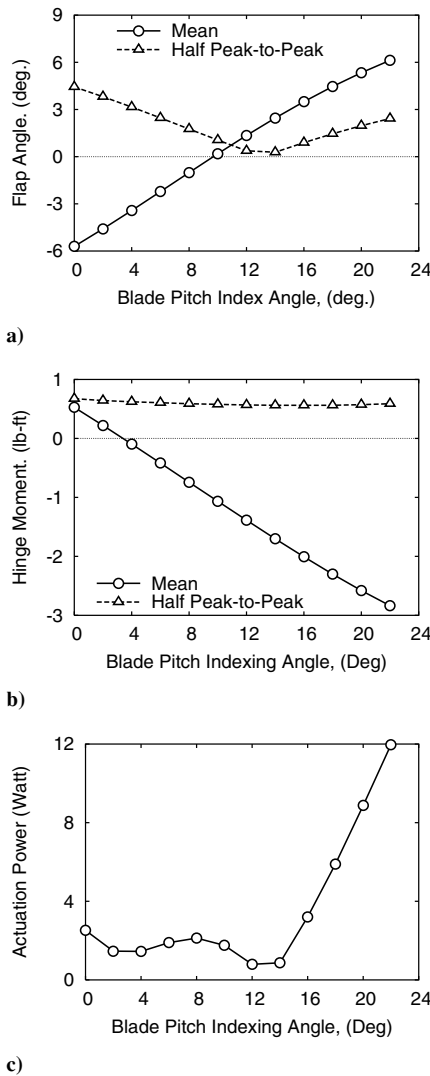 9
6
3
0
-3
-6
Flap Angle. (deg.)
Mean
Half Peak-to-Peak
0 4 8 12 16 20 24
Blade Pitch Index Angle, (deg.)
a)
1
0
-1
-2
-3
Hinge Moment. (lb-ft)
Mean
Half Peak-to-Peak
0 4 8 12 16 20 24
Blade Pitch Indexing Angle, (Deg)
b)
12
8
4
0
Actuation Power (Watt)
0 4 8 12 16 20 24
Blade Pitch Indexing Angle, (Deg)
c)